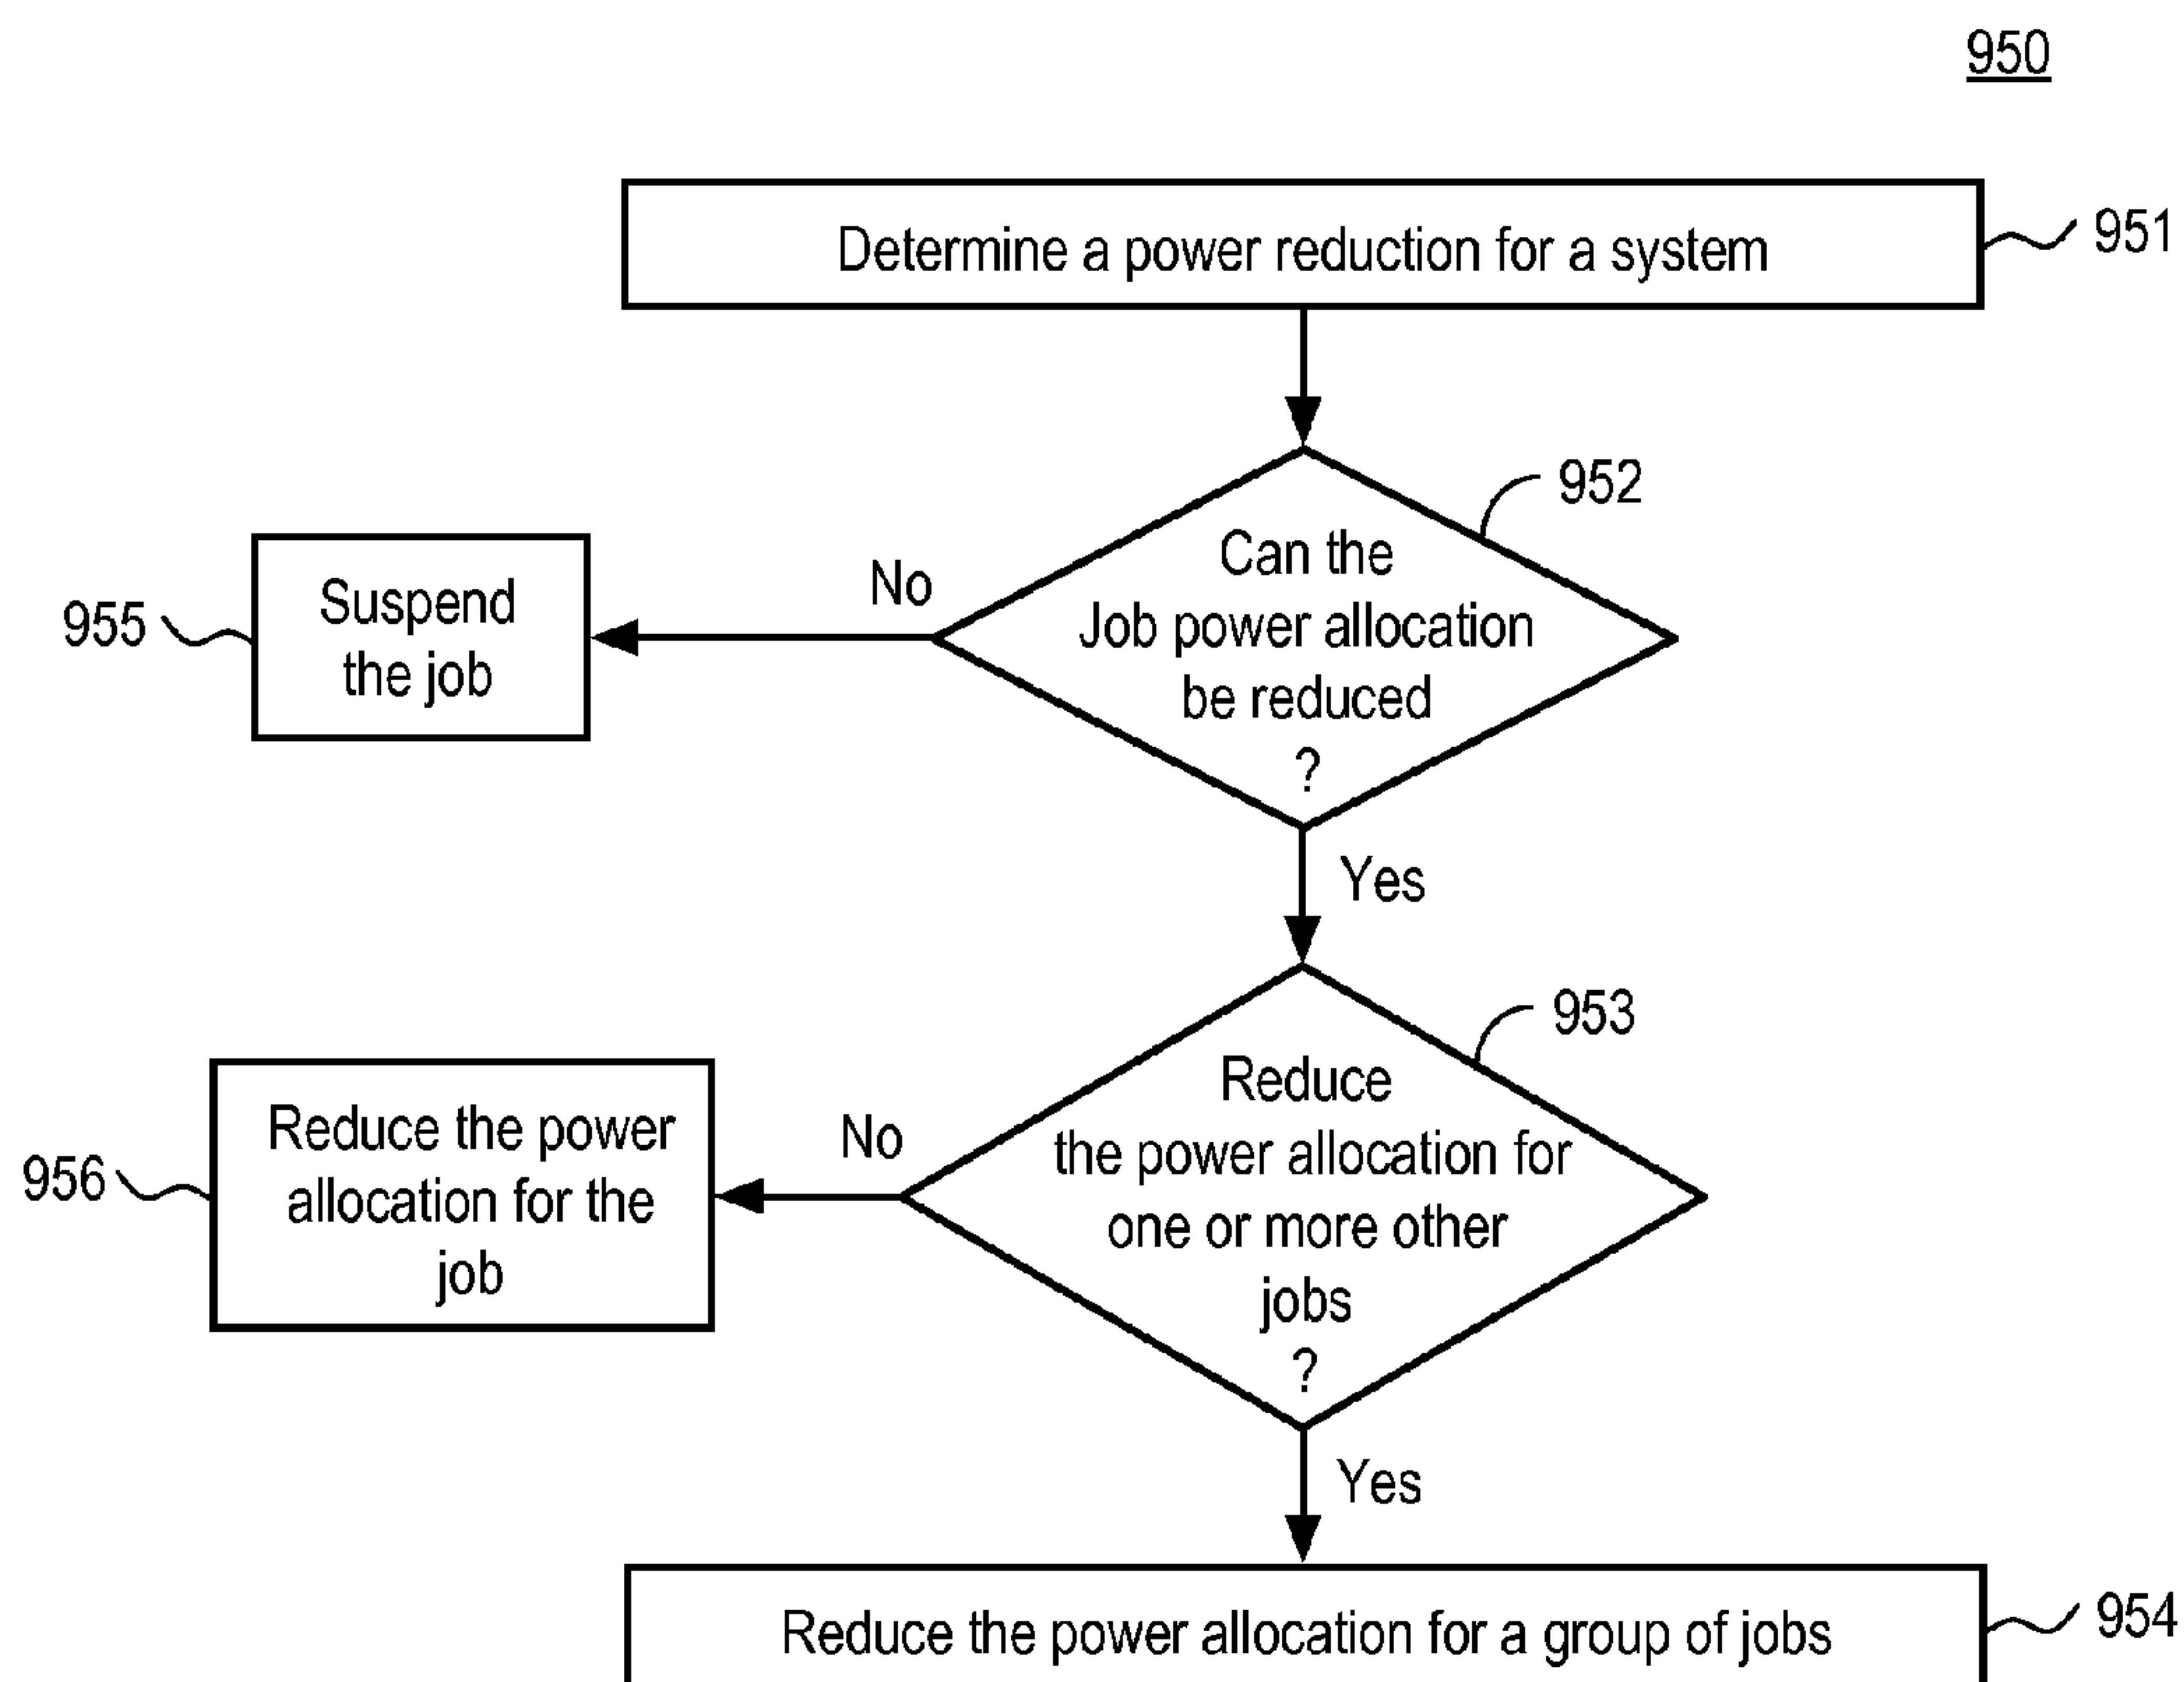 950
Determine a power reduction for a system
951
952
Can the
Job power allocation
be reduced
?
No
Suspend
the job
955
Yes
953
Reduce
the power allocation for
one or more other
jobs
?
No
Reduce the power
allocation for the
job
956
Yes
Reduce the power allocation for a group of jobs
954